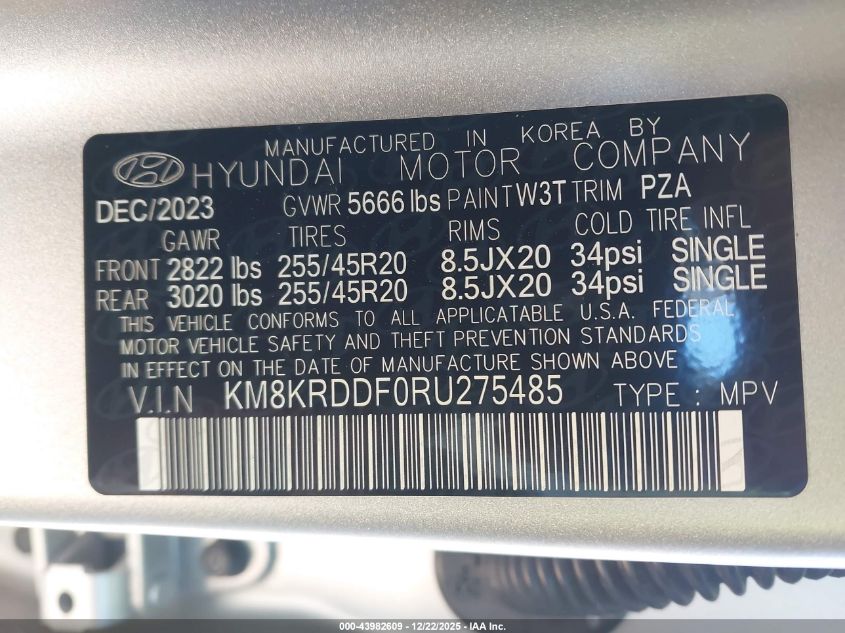 MANUFACTURED IN KOREA BY
HYUNDAI MOTOR COMPANY
DEC/2023 GVWR 5666 lbs PAINT W3T TRIM PZA
GAWR TIRES RIMS COLD TIRE INFL
FRONT 2822 lbs 255/45R20 8.5JX20 34psi SINGLE
REAR 3020 lbs 255/45R20 8.5JX20 34psi SINGLE
THIS VEHICLE CONFORMS TO ALL APPLICATABLE U.S.A. FEDERAL
MOTOR VEHICLE SAFETY AND THEFT PREVENTION STANDARDS
IN EFFECT ON THE DATE OF MANUFACTURE SHOWN ABOVE
V.I.N KM8KRDDF0RU275485 TYPE : MPV
000-43982609 - 12/22/2025 - IAA Inc.